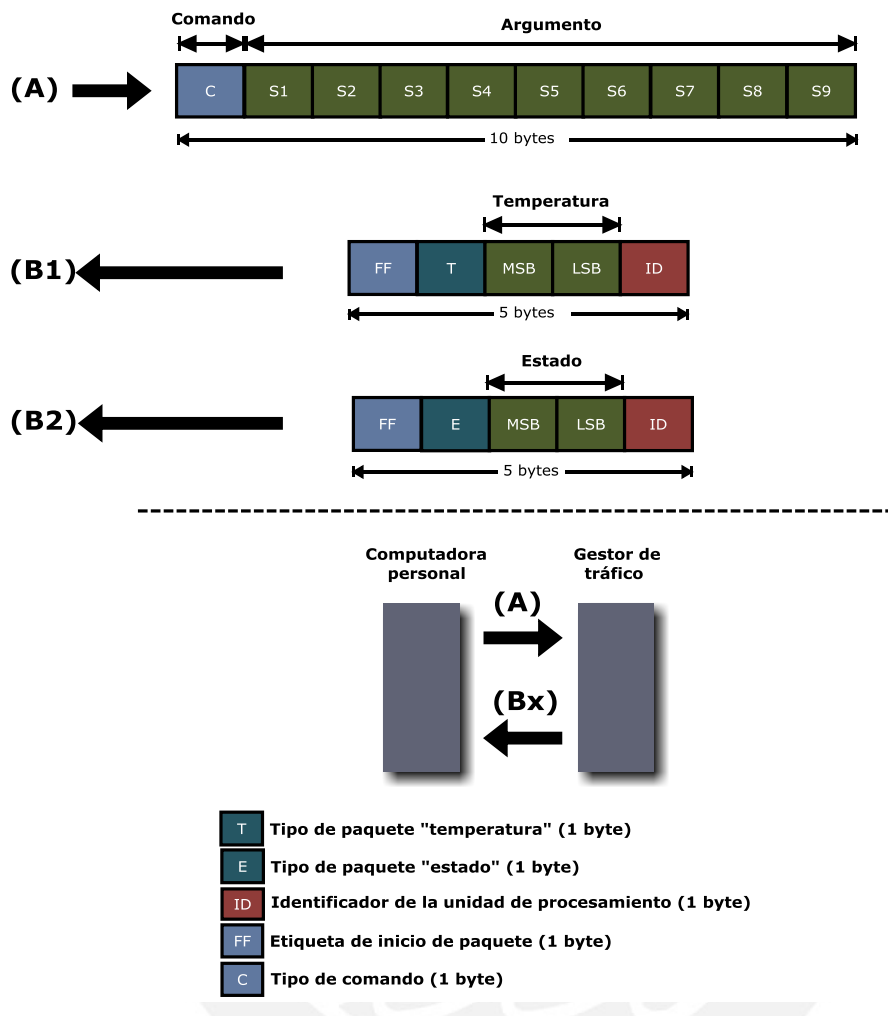 Comando Argumento
(A) C S1 S2 S3 S4 S5 S6 S7 S8 S9
10 bytes
Temperatura
(B1) FF T MSB LSB ID
5 bytes
Estado
(B2) FF E MSB LSB ID
5 bytes
Computadora personal
Gestor de tráfico
(A)
(Bx)
T Tipo de paquete "temperatura" (1 byte)
E Tipo de paquete "estado" (1 byte)
ID Identificador de la unidad de procesamiento (1 byte)
FF Etiqueta de inicio de paquete (1 byte)
C Tipo de comando (1 byte)